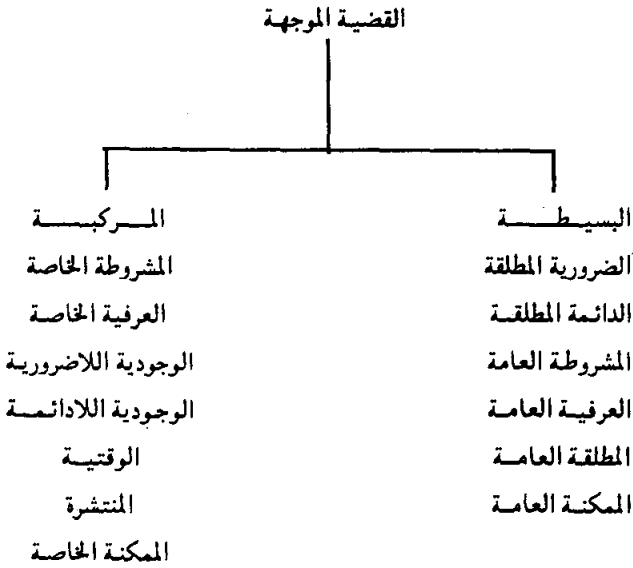 القضية الموجهة
البسيطة
الضرورية المطلقة
الدائمة المطلقة
المشروطة العامة
العرفية العامة
المطلقة العامة
الممكنة العامة
المركبة
المشروطة الخاصة
العرفية الخاصة
الوجودية اللاضرورية
الوجودية اللادائمة
الوقتية
المنتشرة
الممكنة الخاصة